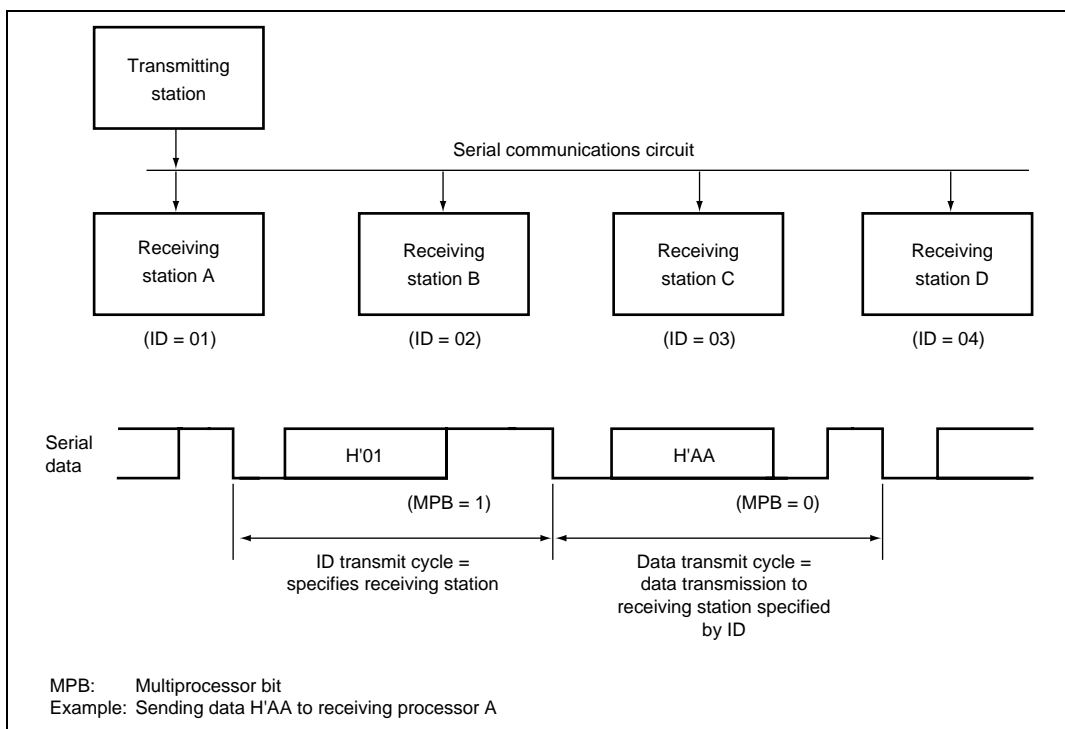 Transmitting
station
Serial communications circuit
Receiving
station A
Receiving
station B
Receiving
station C
Receiving
station D
(ID = 01)
(ID = 02)
(ID = 03)
(ID = 04)
Serial
data
H'01
H'AA
(MPB = 1)
(MPB = 0)
ID transmit cycle =
specifies receiving station
Data transmit cycle =
data transmission to
receiving station specified
by ID
MPB: Multiprocessor bit
Example: Sending data H'AA to receiving processor A